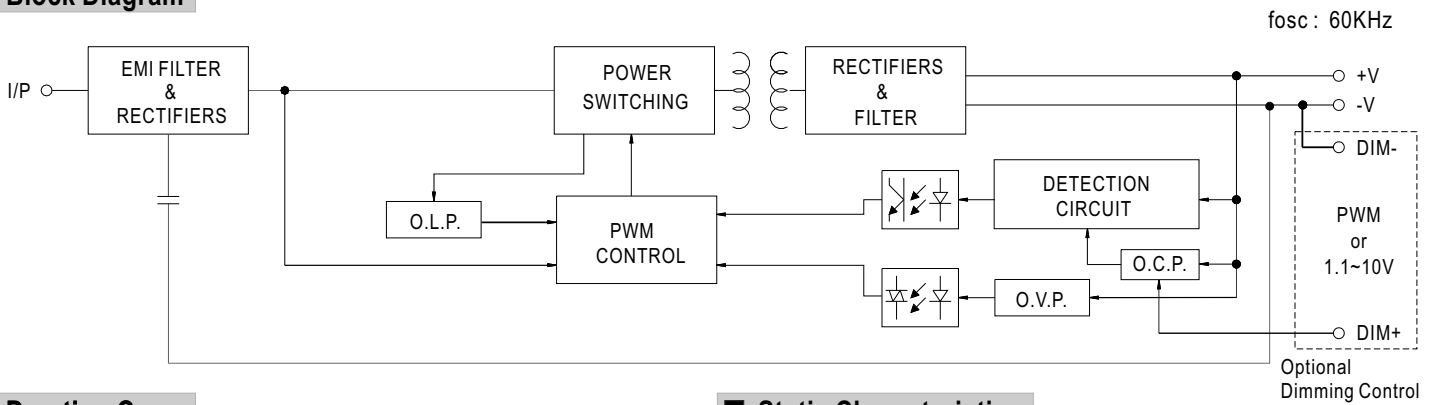 Block Diagram
fosc : 60KHz
I/P
EMI FILTER
&
RECTIFIERS
POWER
SWITCHING
RECTIFIERS
&
FILTER
+V
-V
DIM-
DETECTION
CIRCUIT
O.L.P.
PWM
CONTROL
PWM
or
1.1~10V
O.C.P.
O.V.P.
DIM+
Optional
Dimming Control